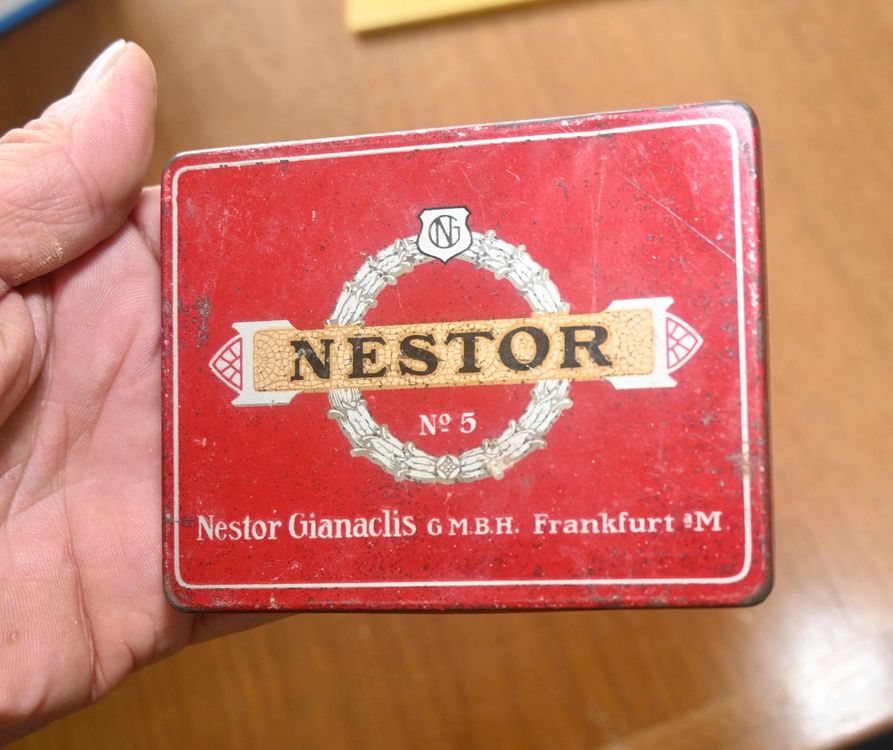 NG
NESTOR
Nº 5
Nestor Gianaclis G.M.B.H. Frankfurt ª/M